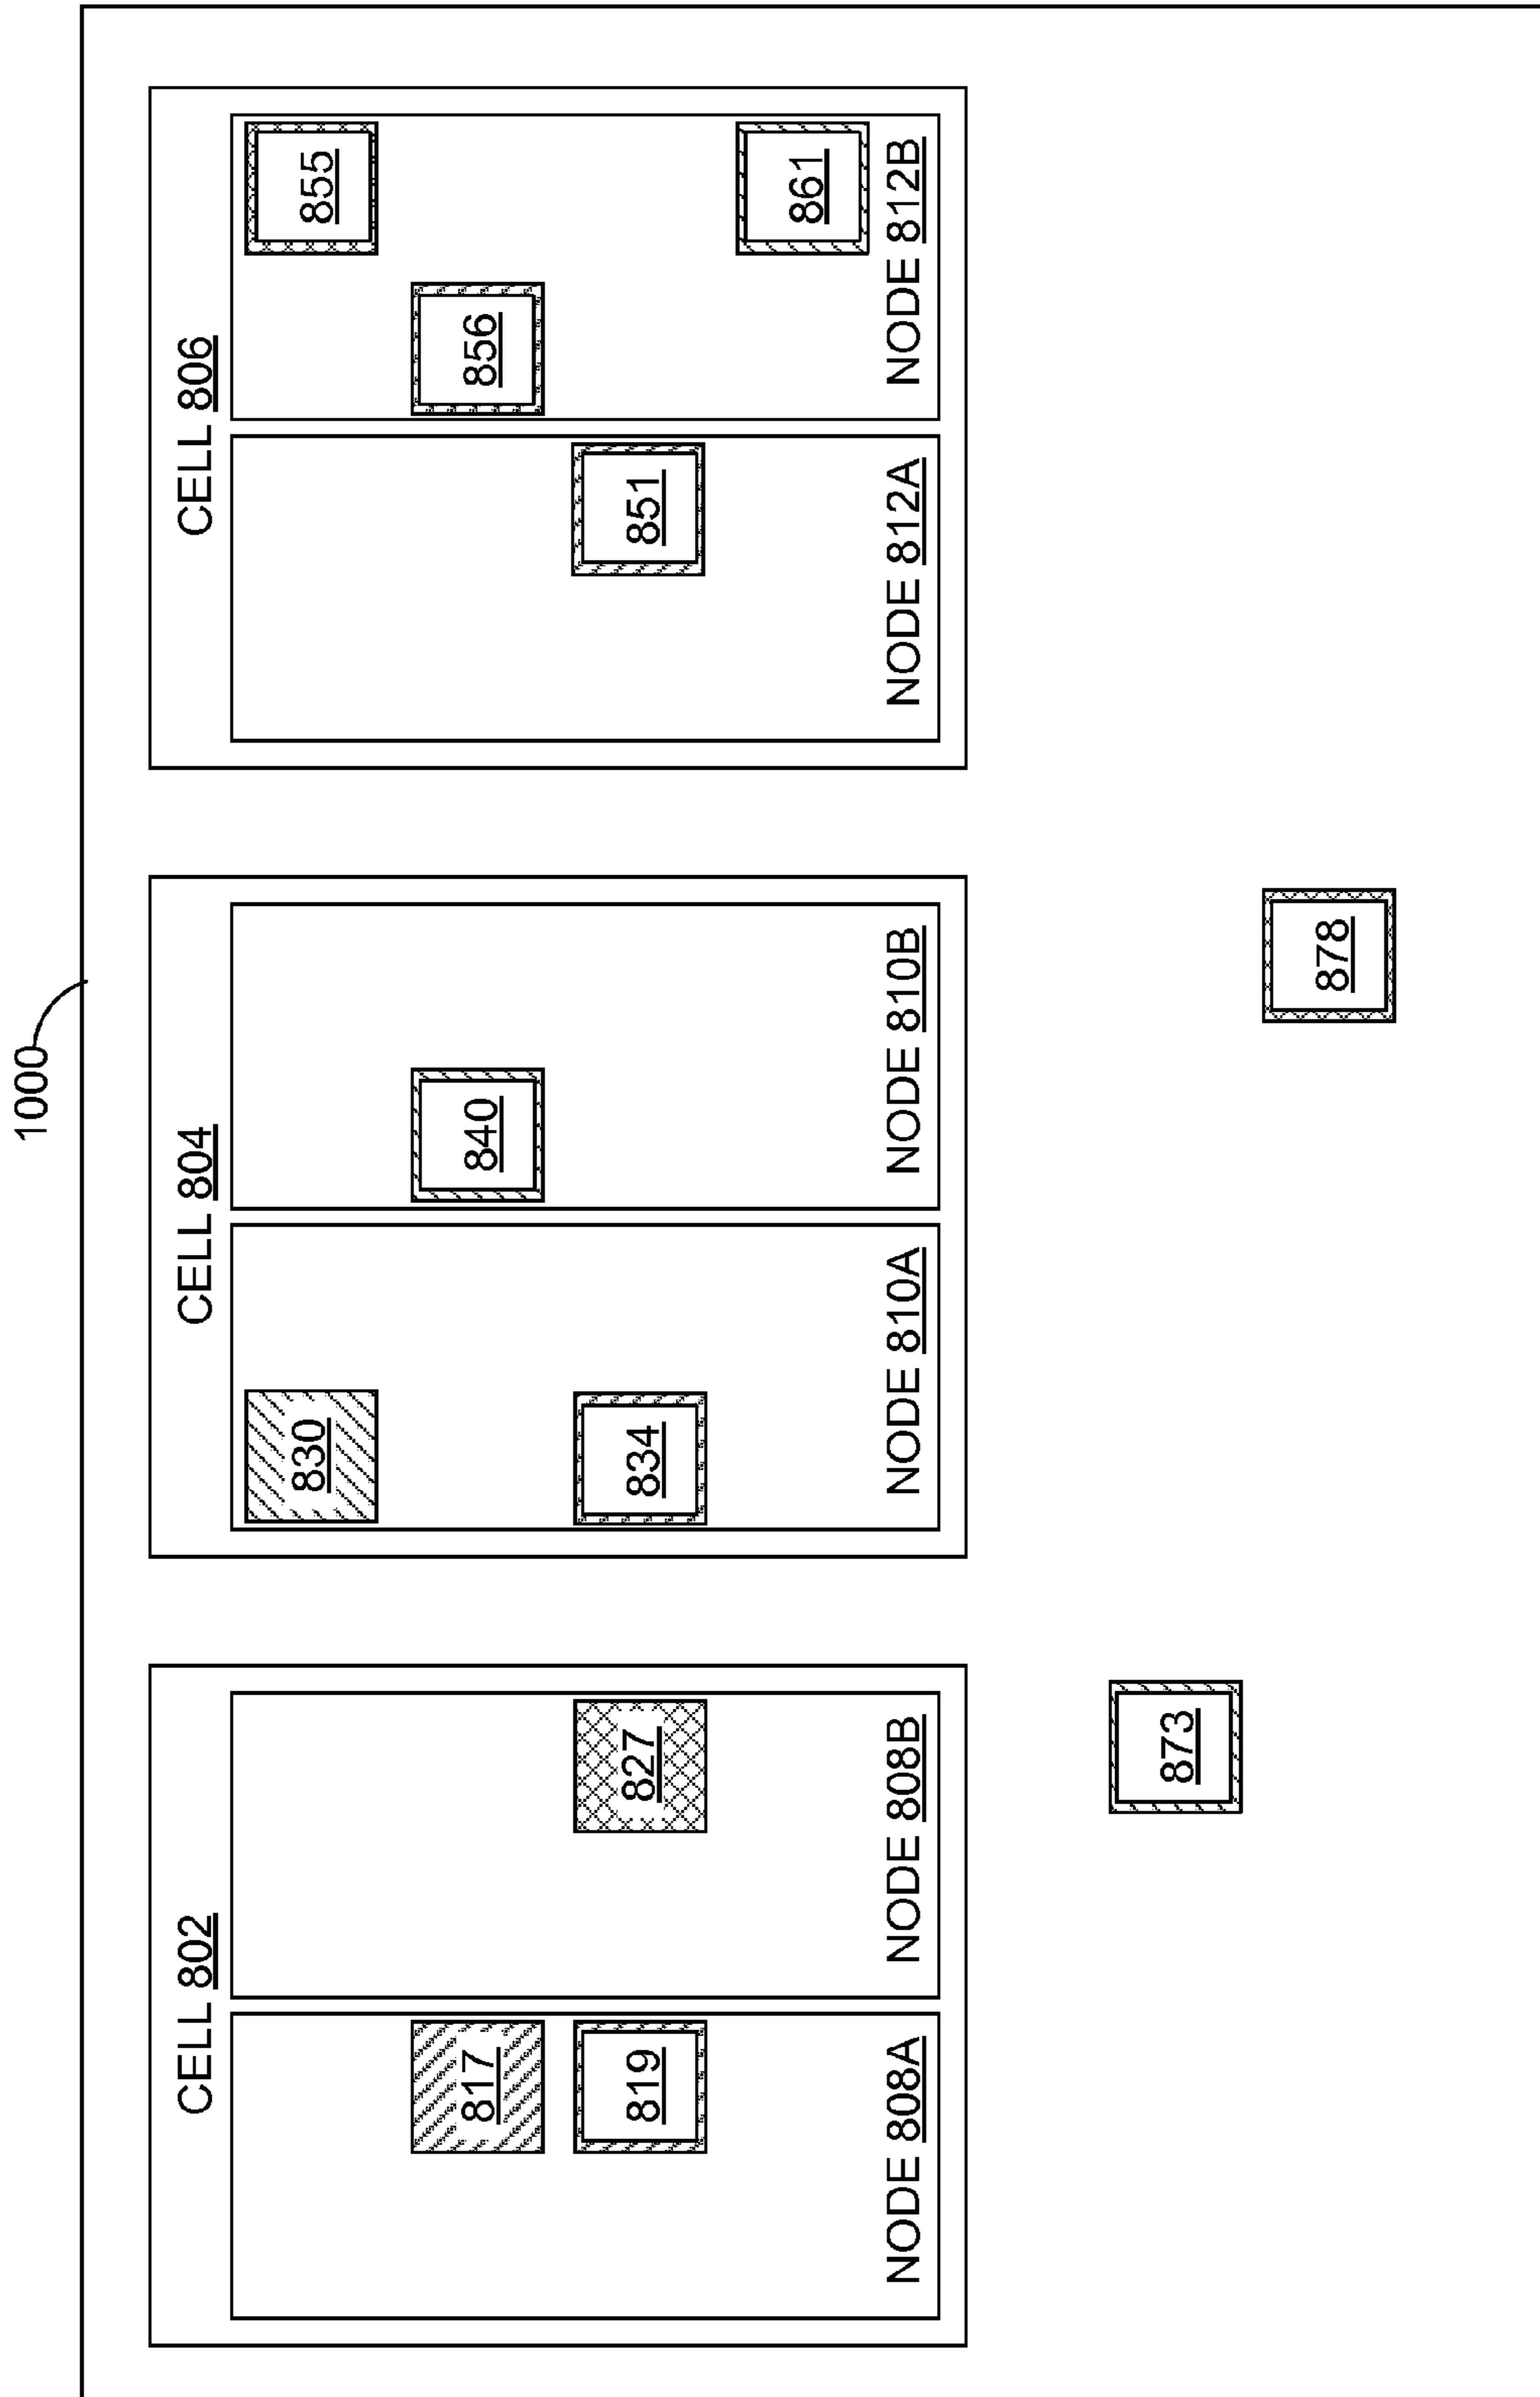 1000
CELL 802
817
819
NODE 808A
827
NODE 808B
CELL 804
830
834
NODE 810A
840
NODE 810B
CELL 806
851
NODE 812A
855
856
861
NODE 812B
873
878